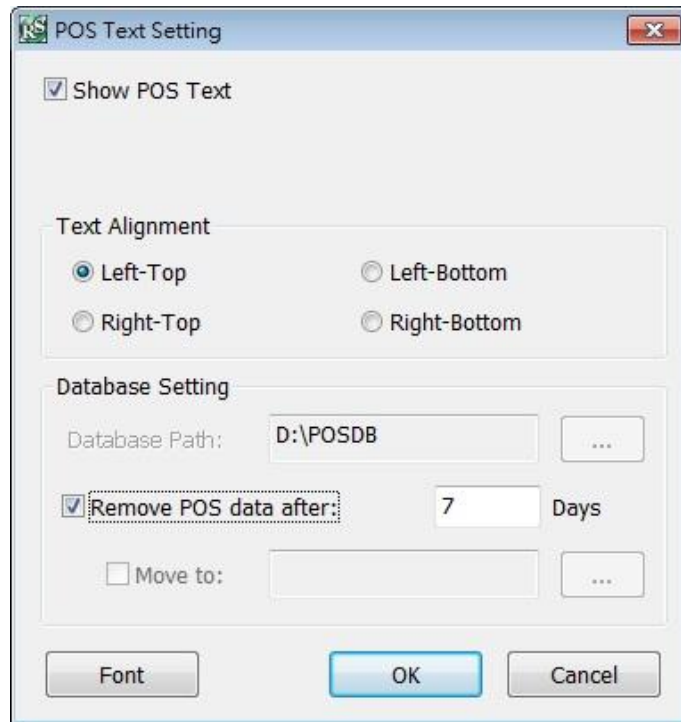 RS POS Text Setting
Show POS Text
Text Alignment
Left-Top Left-Bottom
Right-Top Right-Bottom
Database Setting
Database Path: D:\POSDB ...
Remove POS data after: 7 Days
Move to: ...
Font OK Cancel